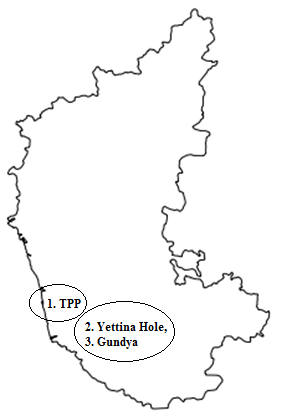 1. TPP
2. Yettina Hole,
3. Gundya